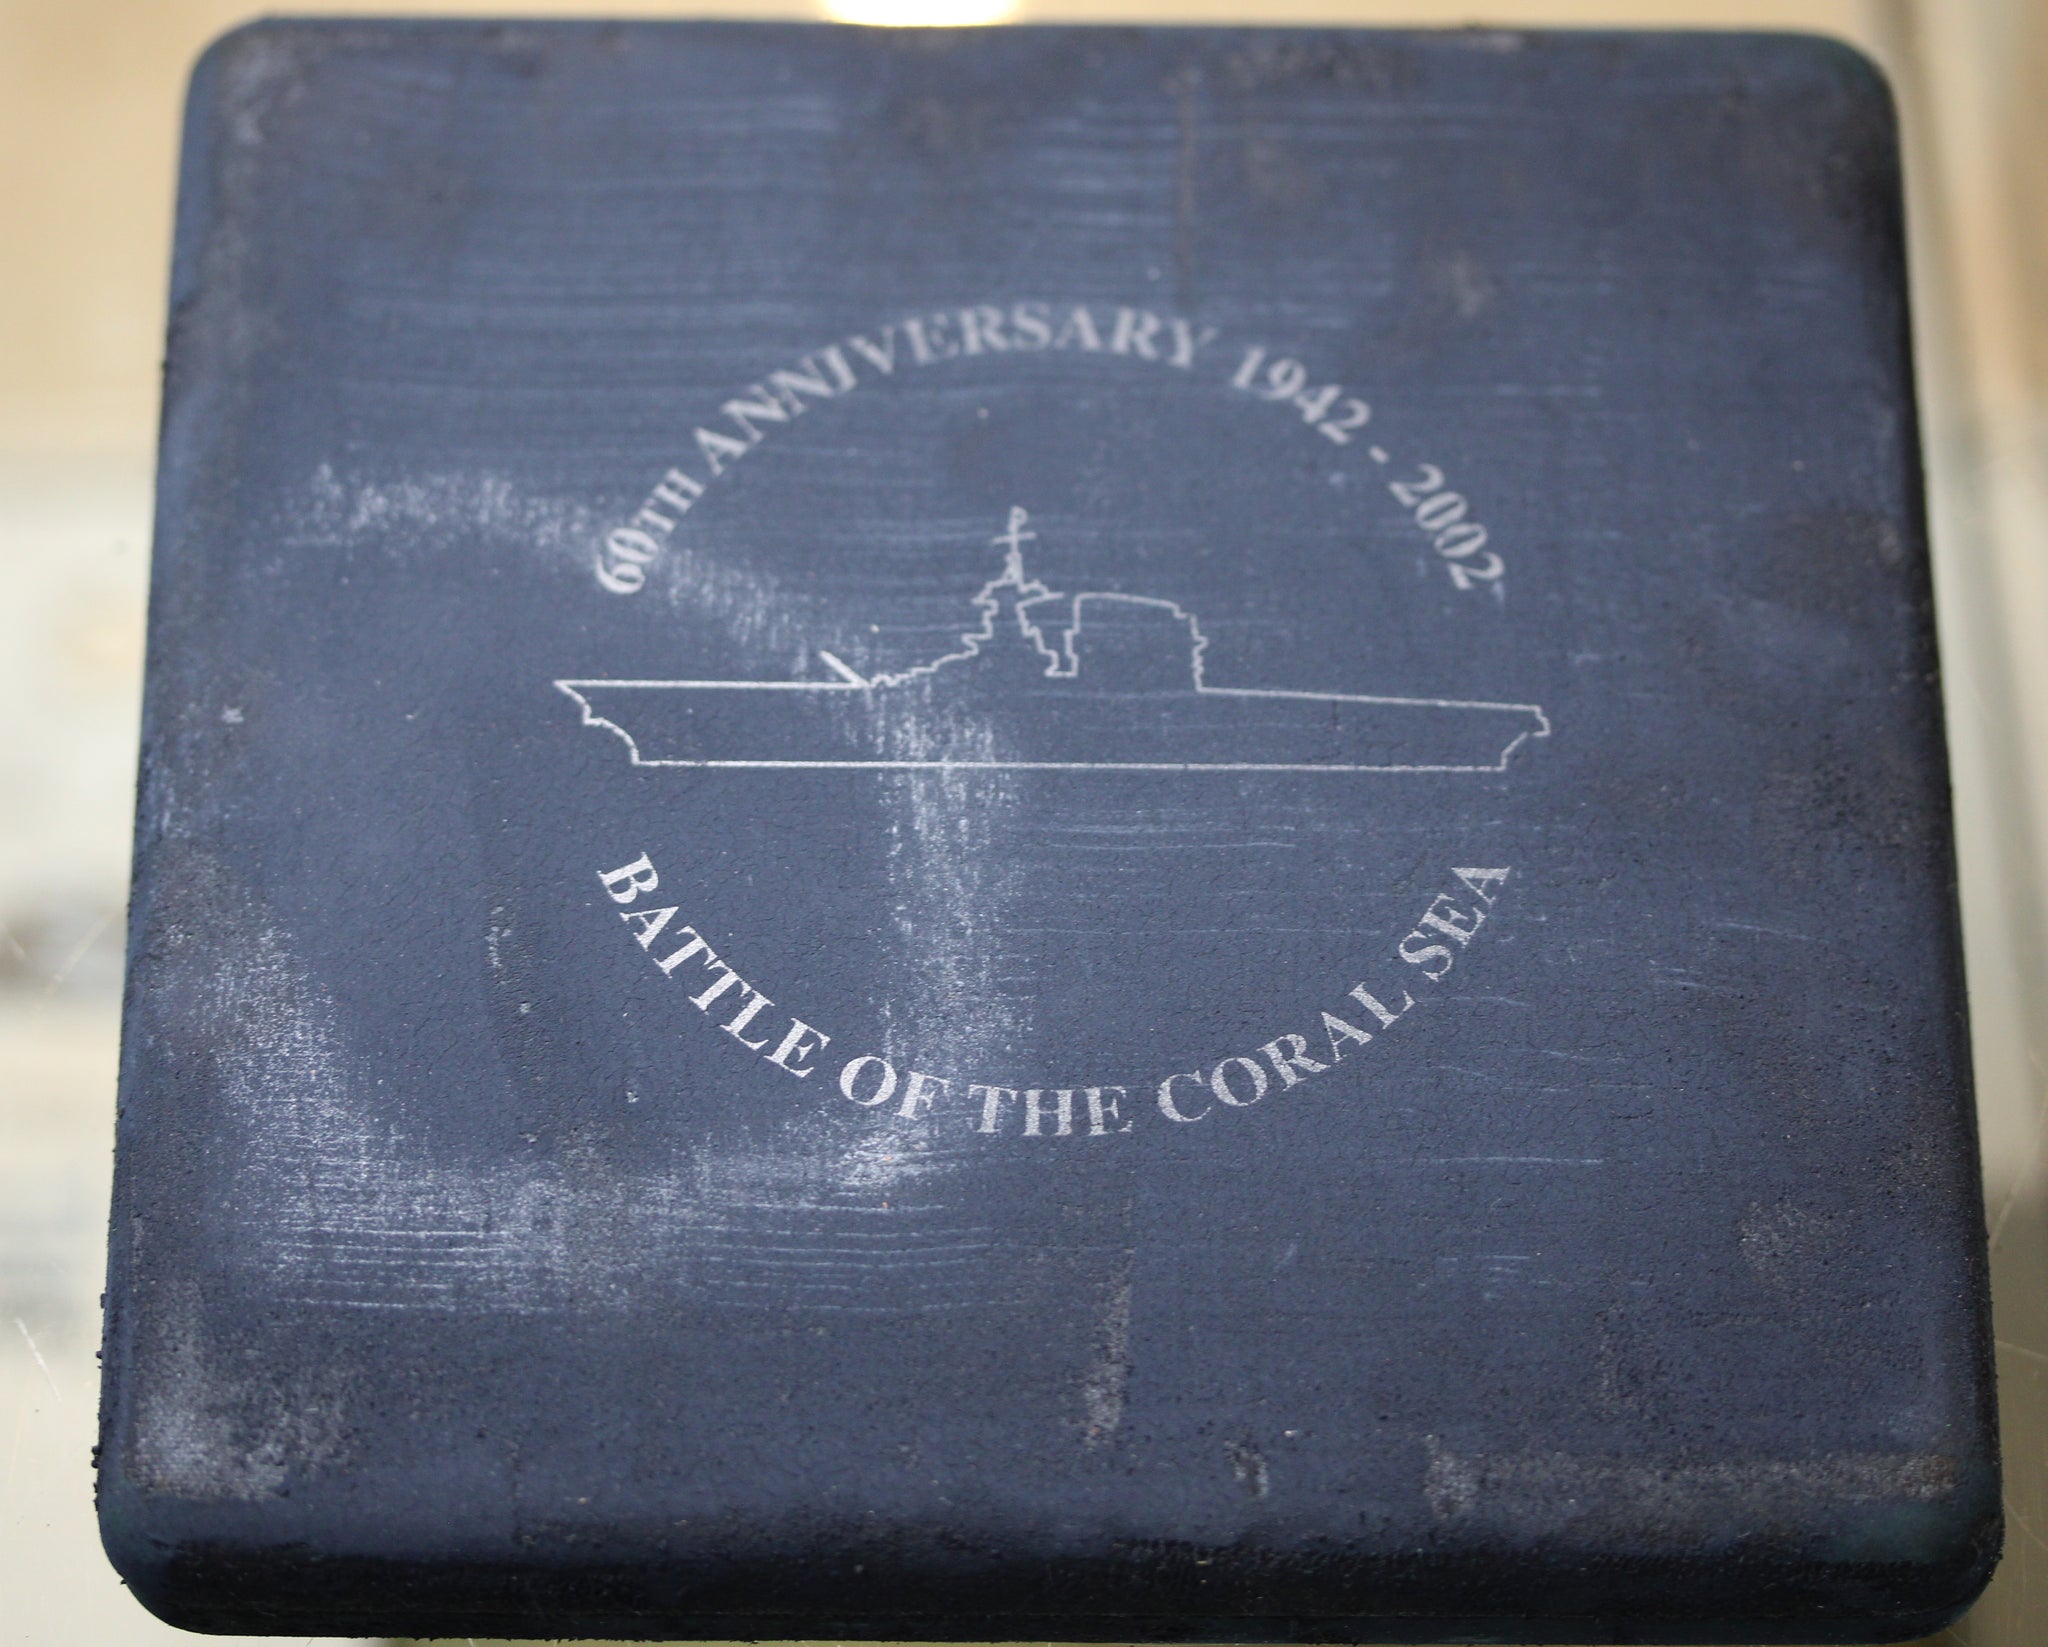 60TH ANNIVERSARY 1942 - 2002
BATTLE OF THE CORAL SEA